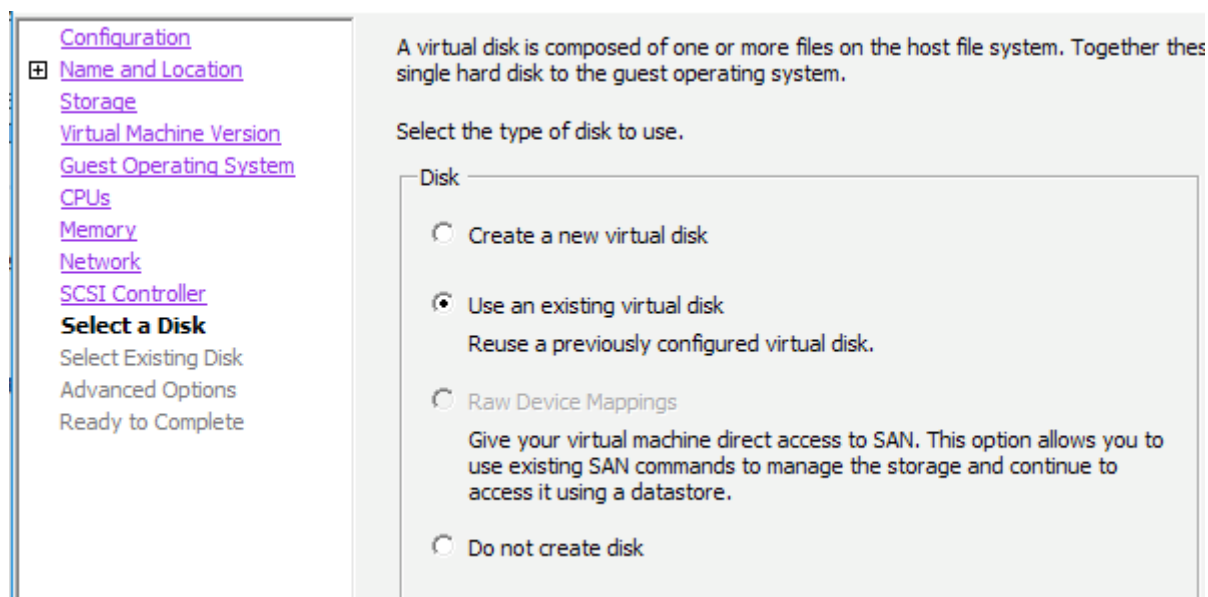 Configuration
Name and Location
Storage
Virtual Machine Version
Guest Operating System
CPUs
Memory
Network
SCSI Controller
Select a Disk
Select Existing Disk
Advanced Options
Ready to Complete
A virtual disk is composed of one or more files on the host file system. Together thes
single hard disk to the guest operating system.
Select the type of disk to use.
Disk
Create a new virtual disk
Use an existing virtual disk
Reuse a previously configured virtual disk.
Raw Device Mappings
Give your virtual machine direct access to SAN. This option allows you to
use existing SAN commands to manage the storage and continue to
access it using a datastore.
Do not create disk